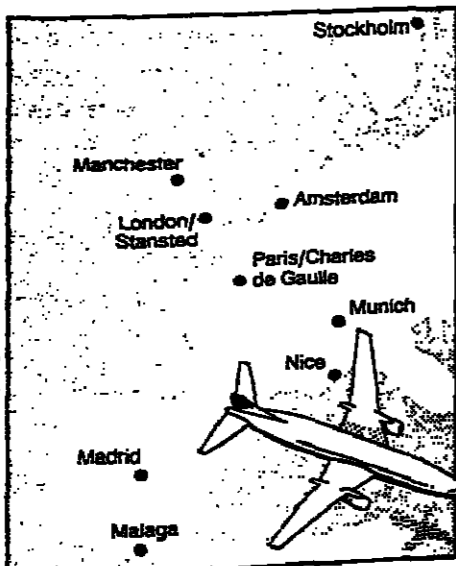 Stockholm
Manchester
Amsterdam
London/
Stansted
Paris/Charles
de Gaulle
Munich
Nice
Madrid
Malaga